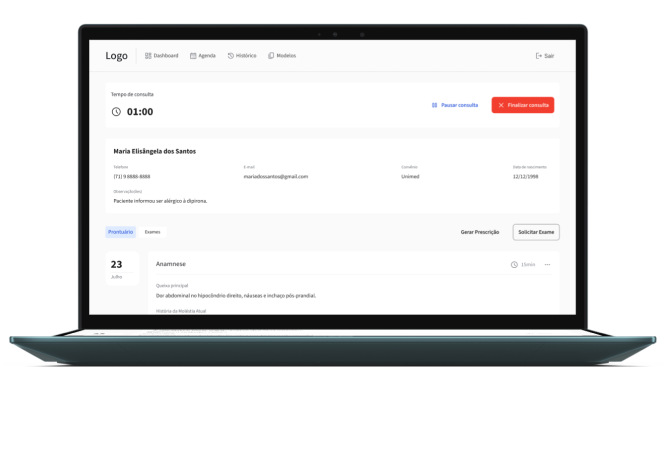 Logo
Dashboard
Agenda
Histórico
Modelos
Sair
Tempo de consulta
01:00
Pausar consulta
Finalizar consulta
Maria Elisângela dos Santos
Telefone
(71) 9 8888-8888
E-mail
mariadossantos@gmail.com
Convênio
Unimed
Data de nascimento
12/12/1998
Observação(ões)
Paciente informou ser alérgico à dipirona.
Prontuário
Exames
Gerar Prescrição
Solicitar Exame
23
Julho
Anamnese
15min
Queixa principal
Dor abdominal no hipocôndrio direito, náuseas e inchaço pós-prandial.
História da Moléstia Atual